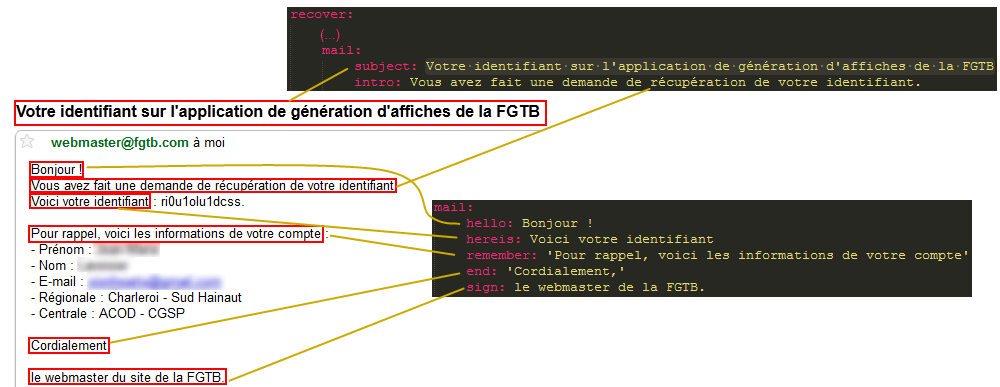 recover:
(...)
mail:
subject: Votre identifiant sur l'application de génération d'affiches de la FGTB
intro: Vous avez fait une demande de récupération de votre identifiant.
Votre identifiant sur l'application de génération d'affiches de la FGTB
webmaster@fgtb.com à moi
Bonjour !
Vous avez fait une demande de récupération de votre identifiant
Voici votre identifiant : ri0u1olu1dcss.
Pour rappel, voici les informations de votre compte :
- Prénom :
- Nom :
- E-mail :
- Régionale : Charleroi - Sud Hainaut
- Centrale : ACOD - CGSP
Cordialement
le webmaster du site de la FGTB.
mail:
hello: Bonjour !
hereis: Voici votre identifiant
remember: 'Pour rappel, voici les informations de votre compte'
end: 'Cordialement,'
sign: le webmaster de la FGTB.